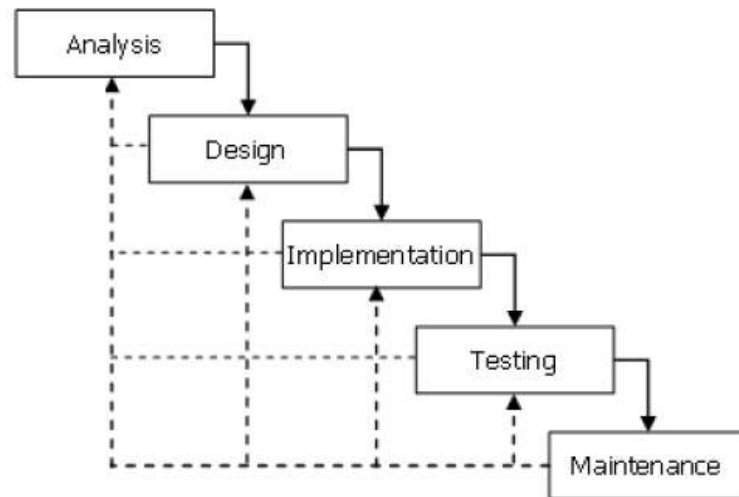 Analysis
Design
Implementation
Testing
Maintenance